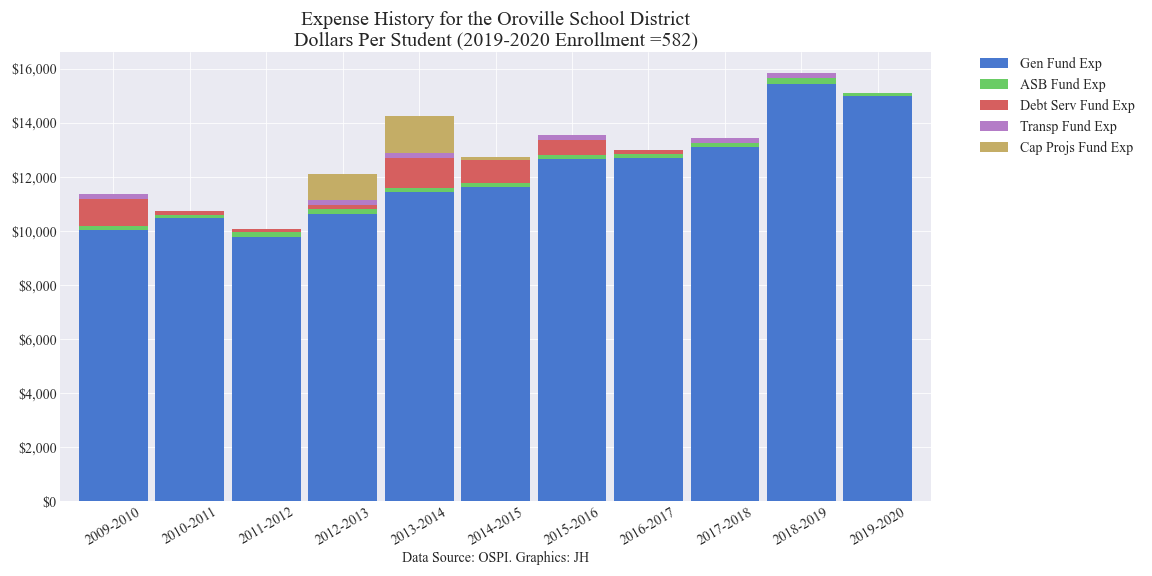 Expense History for the Oroville School District
Dollars Per Student (2019-2020 Enrollment =582)
$16,000
$14,000
$12,000
$10,000
$8,000
$6,000
$4,000
$2,000
$0
2009-2010
2010-2011
2011-2012
2012-2013
2013-2014
2014-2015
2015-2016
2016-2017
2017-2018
2018-2019
2019-2020
Data Source: OSPI. Graphics: JH
Gen Fund Exp
ASB Fund Exp
Debt Serv Fund Exp
Transp Fund Exp
Cap Projs Fund Exp